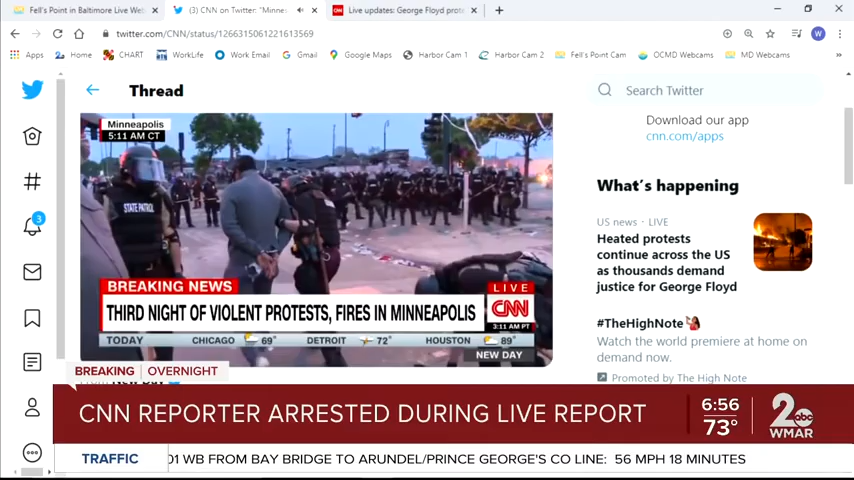 Fell's Point in Baltimore Live Web
(3) CNN on Twitter: "Minne
Live updates: George Floyd prote
twitter.com/CNN/status/1266315061221613569
W
Apps
Home
CHART
WorkLife
Work Email
Gmail
Google Maps
Harbor Cam 1
Harbor Cam 2
Fell's Point Cam
OCMD Webcams
MD Webcams
Thread
Search Twitter
Minneapolis
5:11 AM CT
STATE PATROL
Download our app
cnn.com/apps
What's happening
US news · LIVE
Heated protests
continue across the US
as thousands demand
justice for George Floyd
3
BREAKING NEWS
LIVE
THIRD NIGHT OF VIOLENT PROTESTS, FIRES IN MINNEAPOLIS
CNN
3:11 AM PT
TODAY CHICAGO 69° DETROIT 72° HOUSTON 89°
NEW DAY
#TheHighNote
Watch the world premiere at home on
demand now.
Promoted by The High Note
BREAKING | OVERNIGHT
CNN REPORTER ARRESTED DURING LIVE REPORT
6:56
73°
2 abc
WMAR
TRAFFIC
01 WB FROM BAY BRIDGE TO ARUNDEL/PRINCE GEORGE'S CO LINE: 56 MPH 18 MINUTES